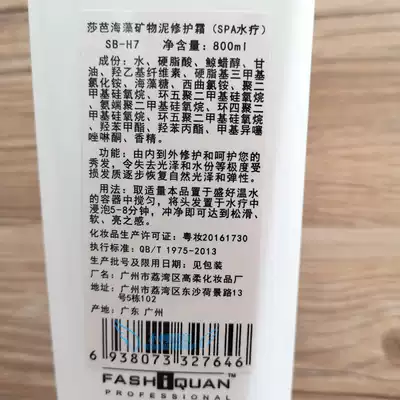 莎芭海藻矿物泥修护霜（SPA水疗）
SB-H7 净含量：800ml
成份：水、硬脂酸、鲸蜡醇、甘
油、羟乙基纤维素、硬脂基三甲基
氯化铵、海藻糖、西曲氯铵、聚二
甲基硅氧烷、环五聚二甲基硅氧烷
、氨端聚二甲基硅氧烷、环四聚二
甲基硅氧烷、环五聚二甲基硅氧烷
、羟苯甲酯、羟苯丙酯、甲基异噻
唑啉酮、香精。
功能：由内到外修护和呵护您的
秀发，令失去光泽和水份等极度受
损发质逐步恢复自然光泽和弹性。
用法：取适量本品置于盛好温水
的容器中搅匀，将头发置于水疗中
浸泡5-8分钟，冲净即可达到松滑、
软、亮之感。
化妆品生产许可证：粤妆20161730
执行标准：QB/T 1975-2013
生产批号及限用日期：见包装
厂名：广州市荔湾区高柔化妆品厂
厂址：广州市荔湾区东沙荷景路13
号5栋102
产地：广东 广州
6 938073 327646
FASHIQUAN
PROFESSIONAL